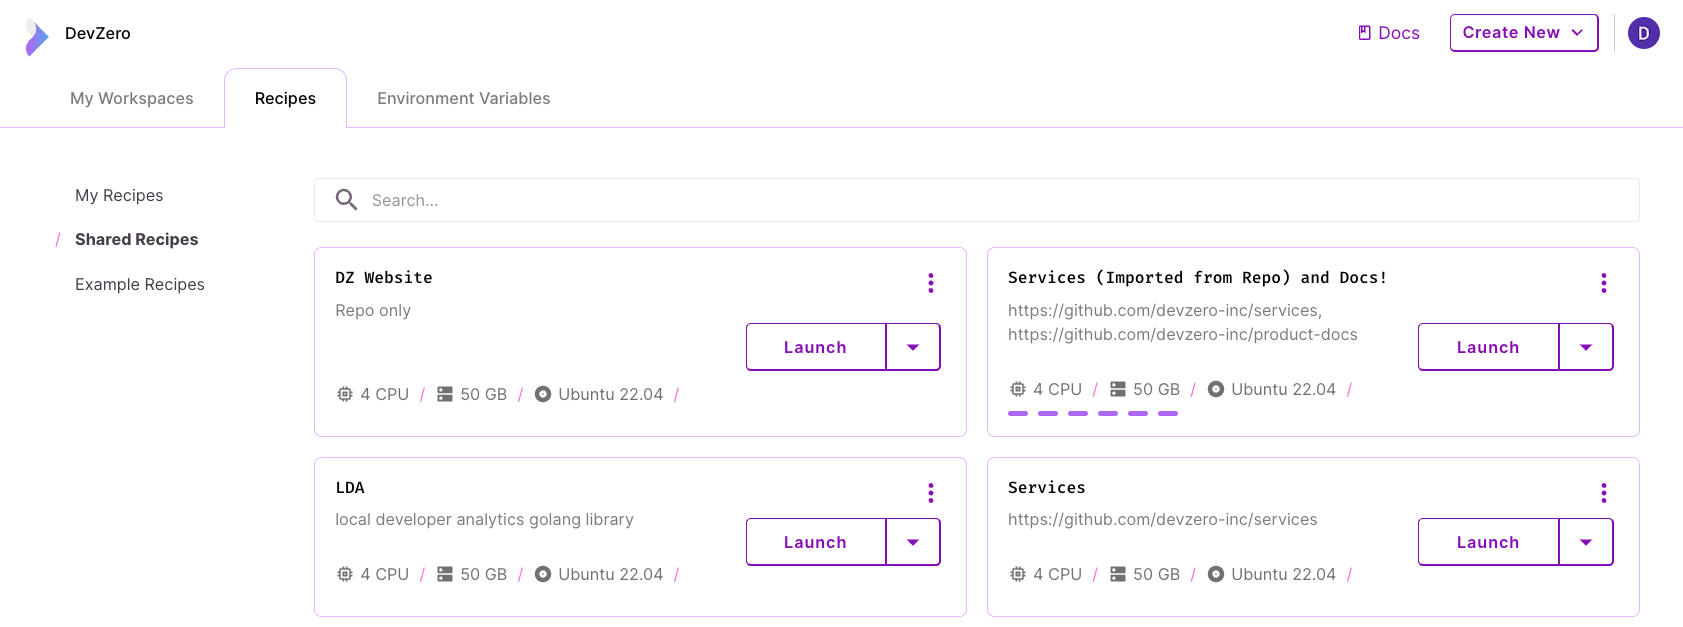 DevZero
Docs
Create New
D
My Workspaces
Recipes
Environment Variables
My Recipes
/ Shared Recipes
Example Recipes
Search...
DZ Website
Repo only
Launch
4 CPU / 50 GB / Ubuntu 22.04 /
Services (Imported from Repo) and Docs!
https://github.com/devzero-inc/services,
https://github.com/devzero-inc/product-docs
Launch
4 CPU / 50 GB / Ubuntu 22.04 /
LDA
local developer analytics golang library
Launch
4 CPU / 50 GB / Ubuntu 22.04 /
Services
https://github.com/devzero-inc/services
Launch
4 CPU / 50 GB / Ubuntu 22.04 /